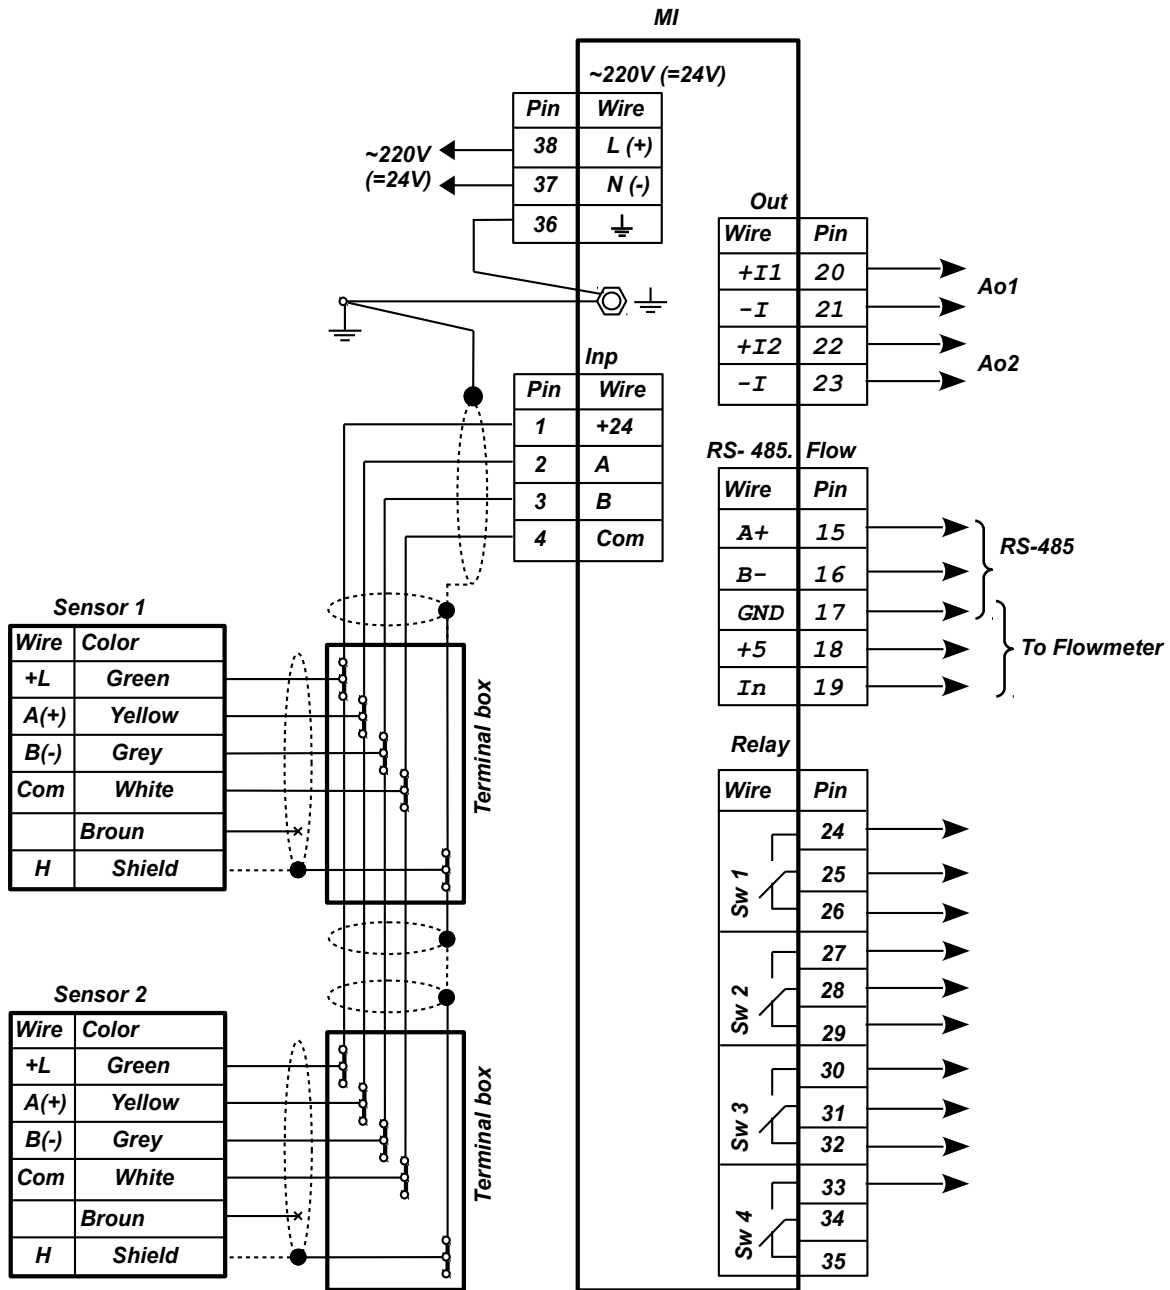 MI
~220V (=24V)
Pin Wire
38 L (+)
37 N (-)
36
~220V
(=24V)
Out
Wire Pin
+I1 20
-I 21
+I2 22
-I 23
Ao1
Ao2
Inp
Pin Wire
1 +24
2 A
3 B
4 Com
RS- 485. Flow
Wire Pin
A+ 15
B- 16
GND 17
+5 18
In 19
RS-485
To Flowmeter
Sensor 1
Wire Color
+L Green
A(+) Yellow
B(-) Grey
Com White
Broun
H Shield
Terminal box
Relay
Wire Pin
Sw 1
24
25
26
Sw 2
27
28
29
Sw 3
30
31
32
Sw 4
33
34
35
Sensor 2
Wire Color
+L Green
A(+) Yellow
B(-) Grey
Com White
Broun
H Shield
Terminal box